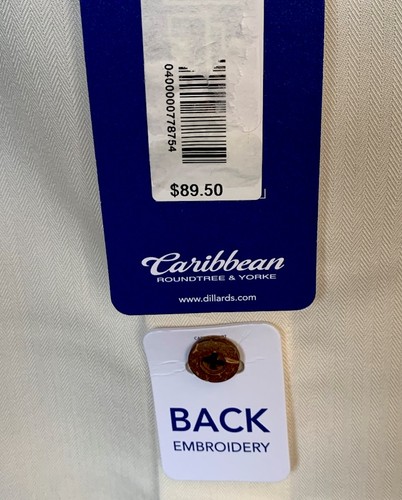 0400000778754
$89.50
Caribbean
ROUNDTREE & YORKE
www.dillards.com
BACK
EMBROIDERY